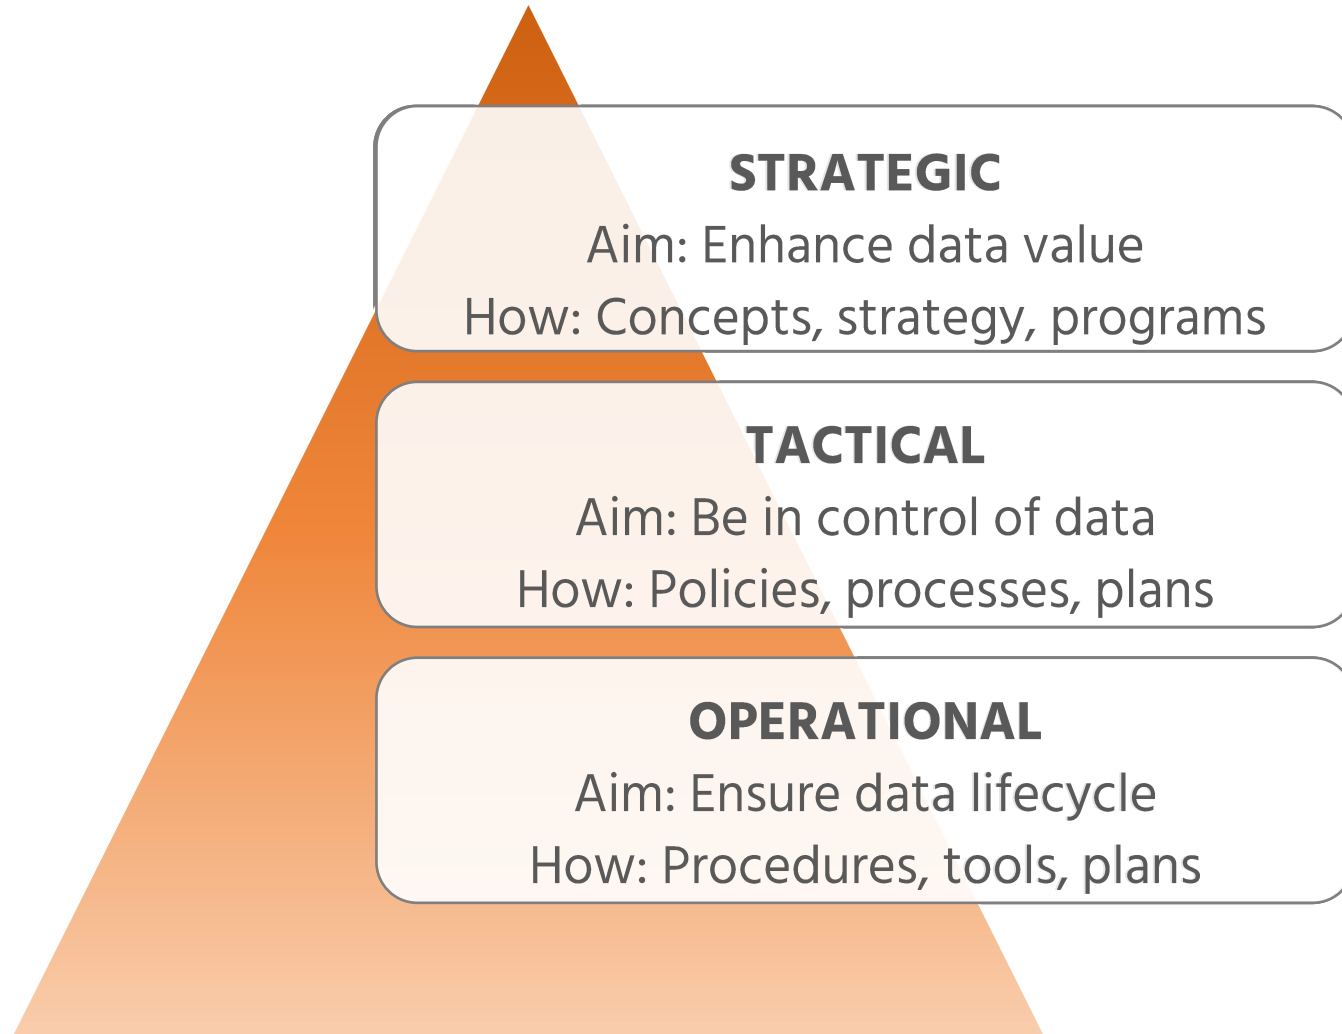 STRATEGIC
Aim: Enhance data value
How: Concepts, strategy, programs
TACTICAL
Aim: Be in control of data
How: Policies, processes, plans
OPERATIONAL
Aim: Ensure data lifecycle
How: Procedures, tools, plans